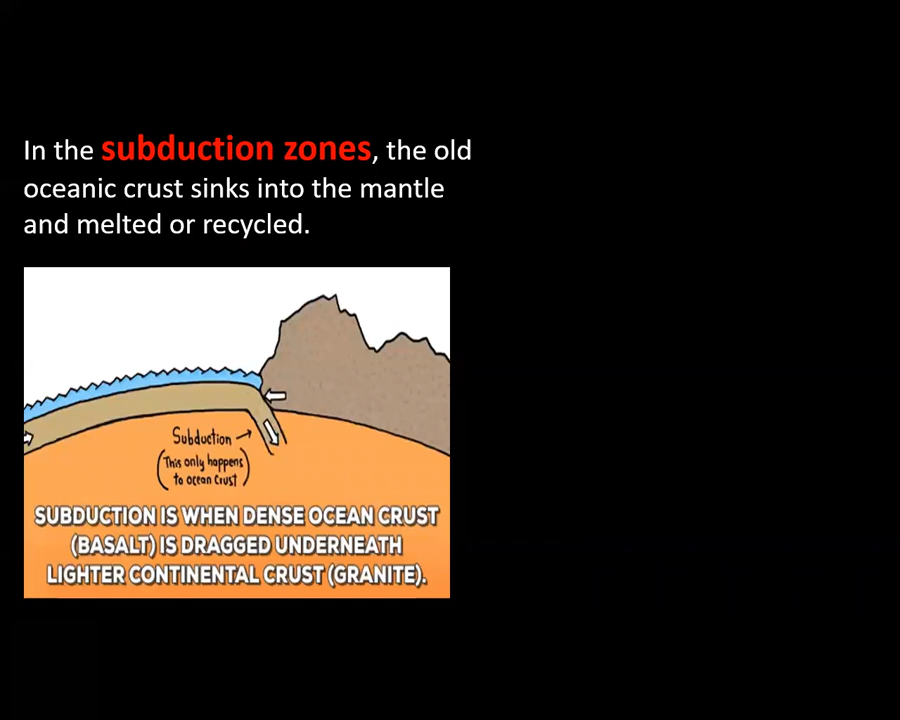 In the subduction zones, the old
oceanic crust sinks into the mantle
and melted or recycled.
Subduction
(This only happens
to ocean crust)
SUBDUCTION IS WHEN DENSE OCEAN CRUST
(BASALT) IS DRAGGED UNDERNEATH
LIGHTER CONTINENTAL CRUST (GRANITE).